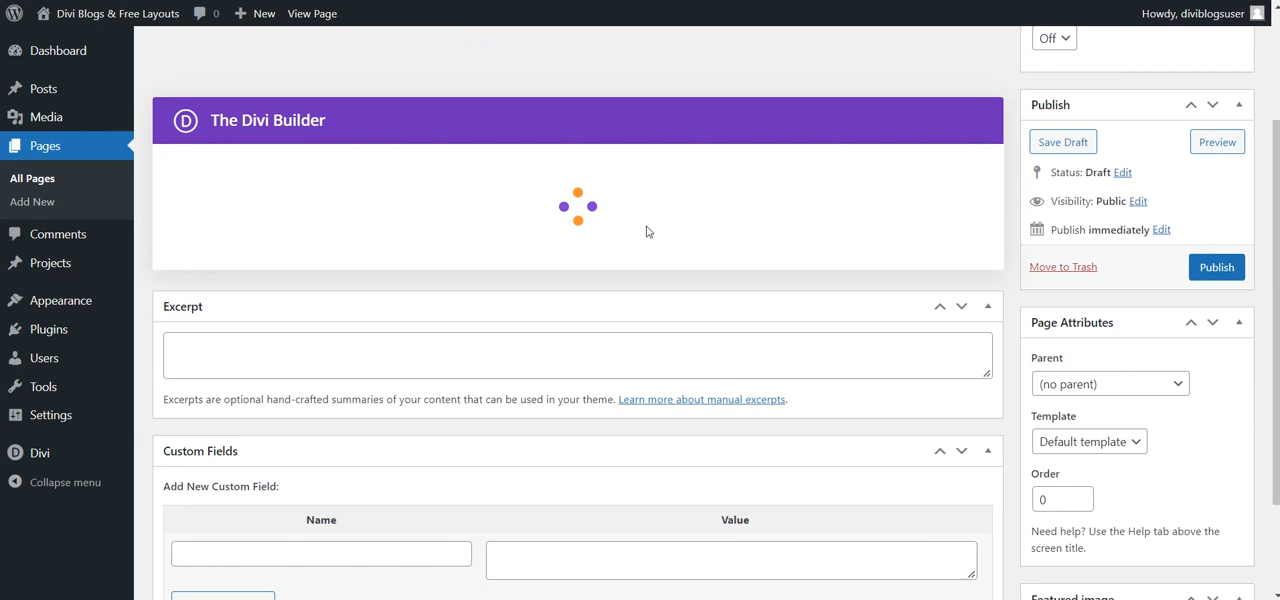 Divi Blogs & Free Layouts 0 New View Page Howdy, diviblogsuser
Dashboard
Posts
Media
Pages
All Pages
Add New
Comments
Projects
Appearance
Plugins
Users
Tools
Settings
Divi
Collapse menu
D The Divi Builder
Excerpt
Excerpts are optional hand-crafted summaries of your content that can be used in your theme. Learn more about manual excerpts.
Custom Fields
Add New Custom Field:
Name Value
Off
Publish
Save Draft Preview
Status: Draft Edit
Visibility: Public Edit
Publish immediately Edit
Move to Trash Publish
Page Attributes
Parent
(no parent)
Template
Default template
Order
0
Need help? Use the Help tab above the
screen title.
Featured image